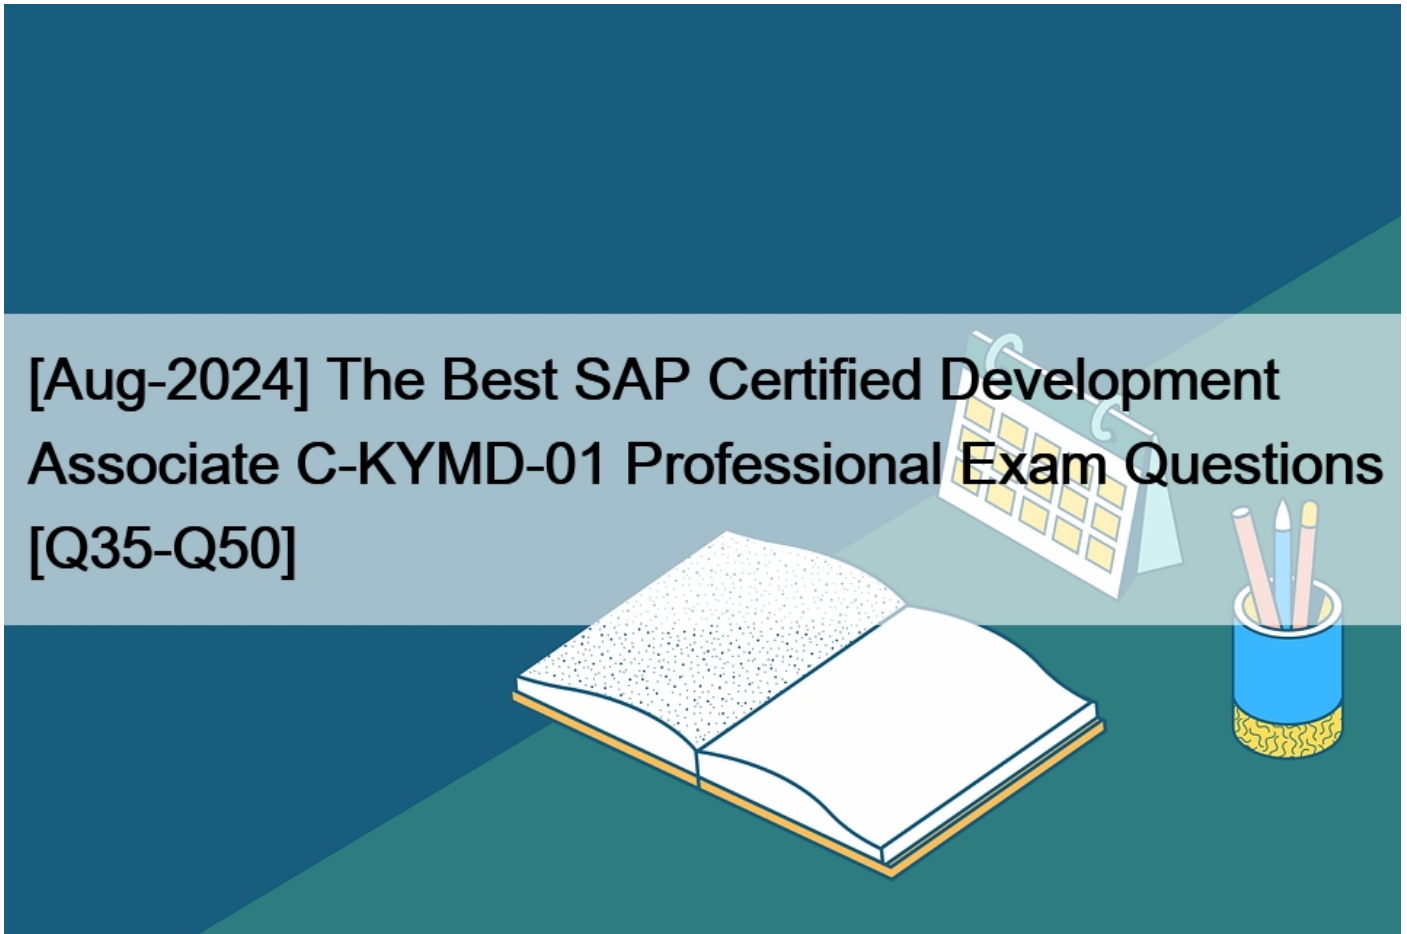 [Aug-2024] The Best SAP Certified Development
Associate C-KYMD-01 Professional Exam Questions
[Q35-Q50]